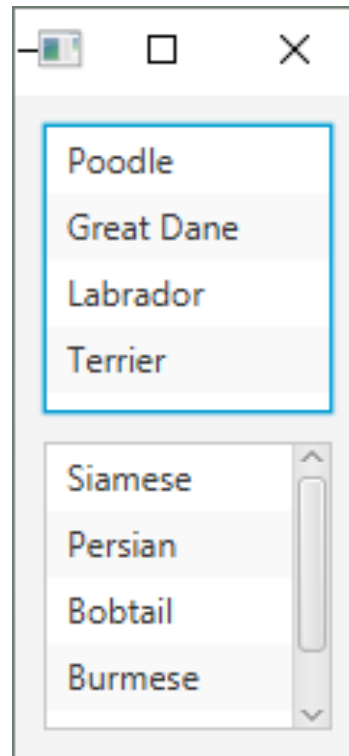 Poodle
Great Dane
Labrador
Terrier
Siamese
Persian
Bobtail
Burmese